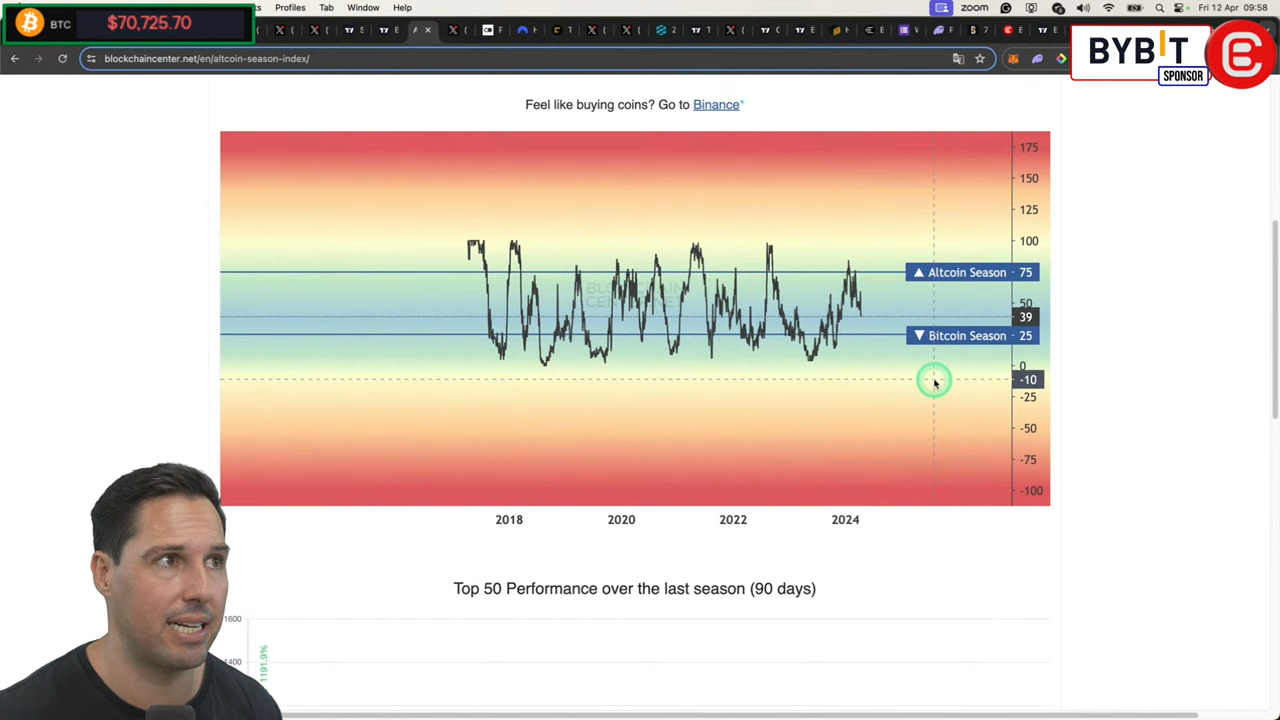 Profiles Tab Window Help
zoom
Fri 12 Apr 09:58
BTC $70,725.70
blockchaincenter.net/en/altcoin-season-index/
BYBIT
SPONSOR
Feel like buying coins? Go to Binance*
175
150
125
100
▲ Altcoin Season - 75
50
39
▼ Bitcoin Season - 25
0
-10
-25
-50
-75
-100
2018 2020 2022 2024
Top 50 Performance over the last season (90 days)
1600
1400
1191.9%